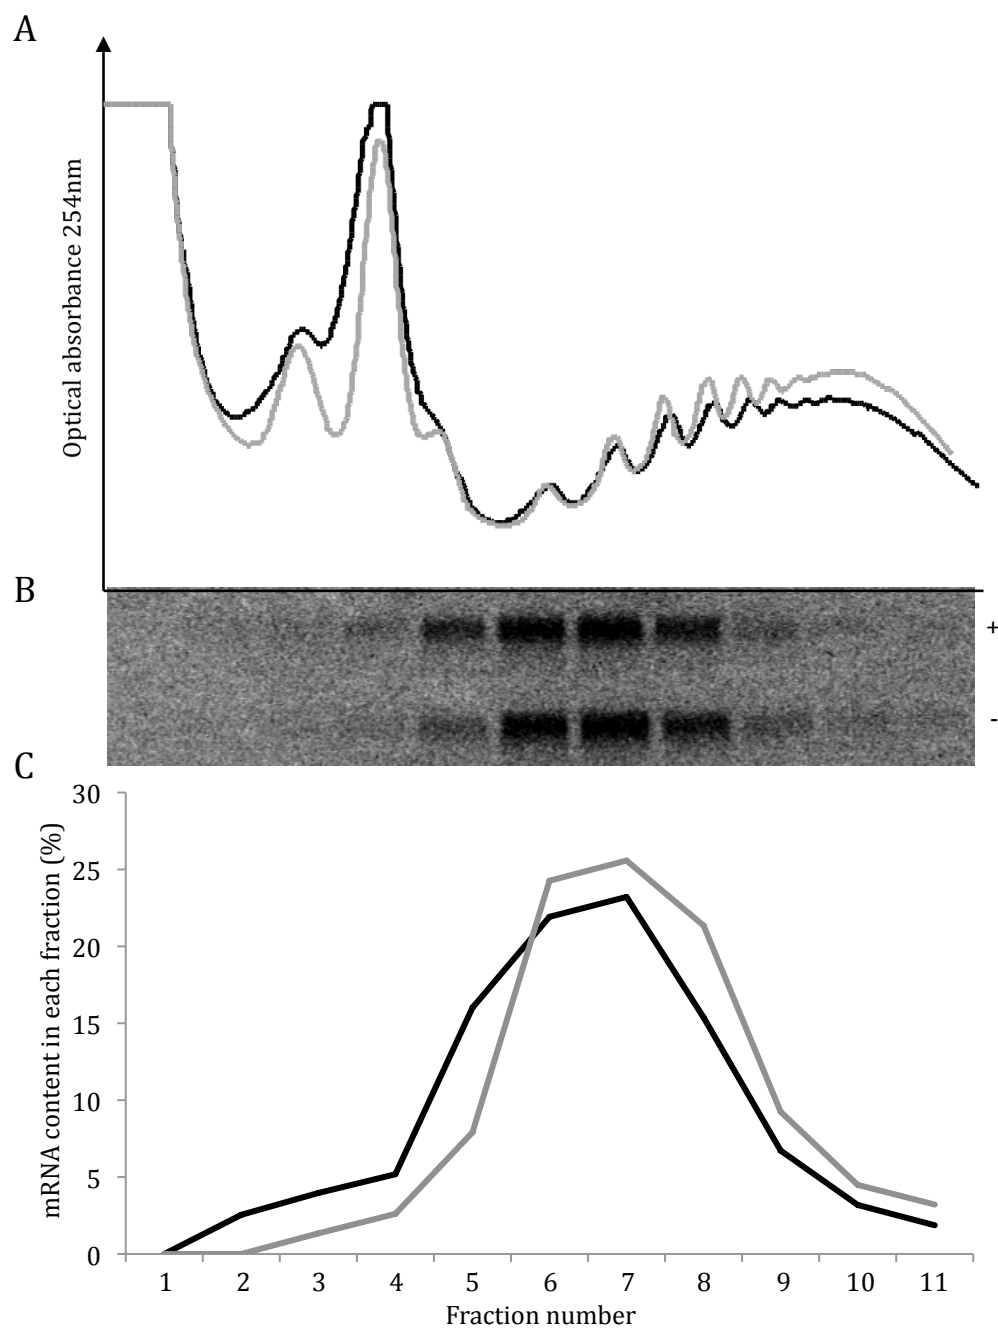 A
Optical absorbance 254nm
B
+
-
C
mRNA content in each fraction (%)
30
25
20
15
10
5
0
1 2 3 4 5 6 7 8 9 10 11
Fraction number